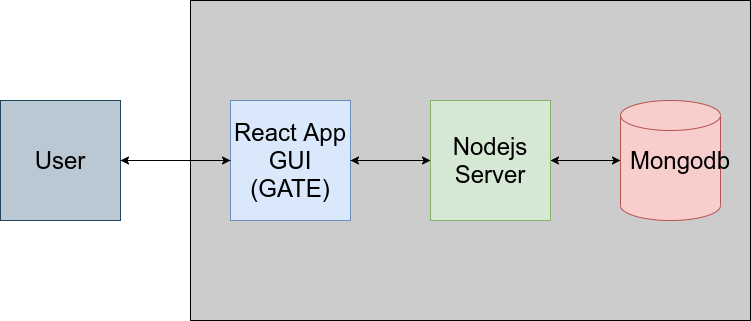 User
React App
GUI
(GATE)
Nodejs
Server
Mongodb